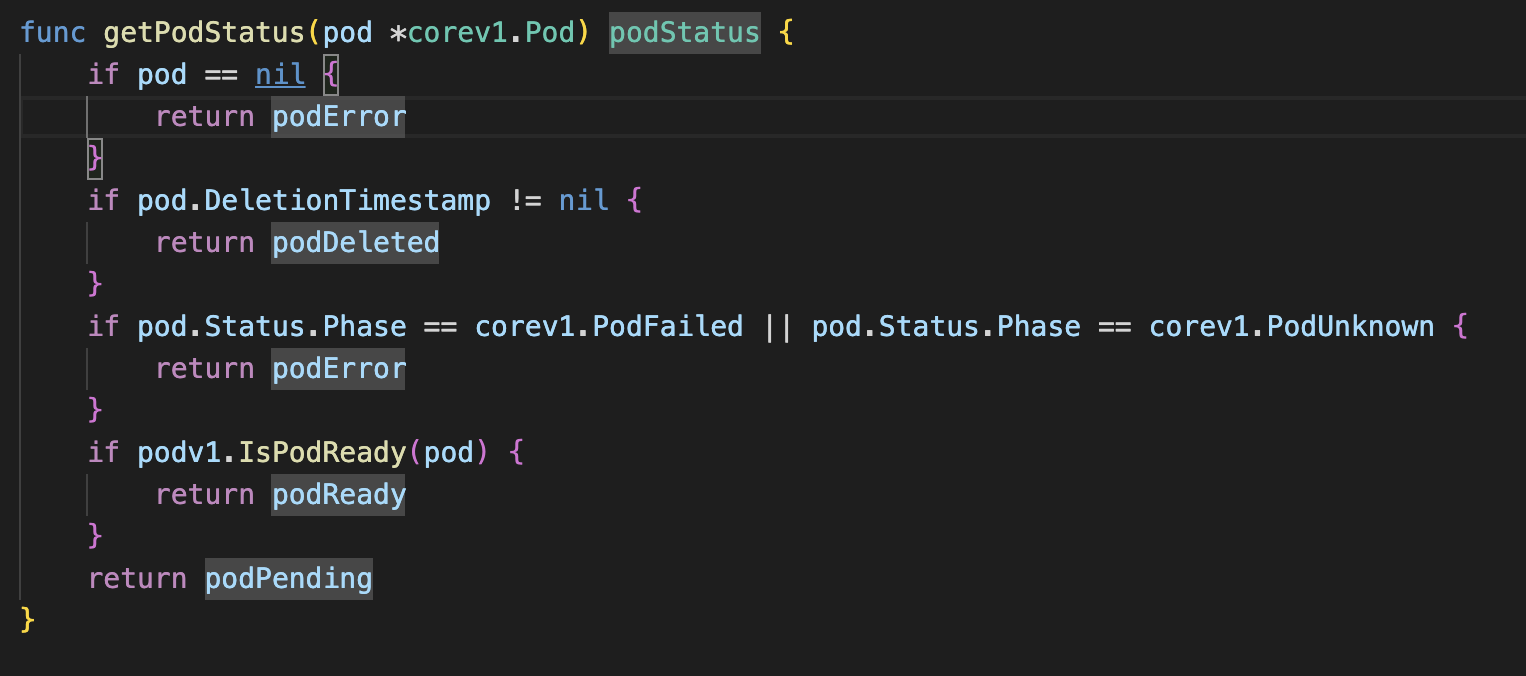 func getPodStatus(pod *corev1.Pod) podStatus {
if pod == nil {
return podError
}
if pod.DeletionTimestamp != nil {
return podDeleted
}
if pod.Status.Phase == corev1.PodFailed || pod.Status.Phase == corev1.PodUnknown {
return podError
}
if podv1.IsPodReady(pod) {
return podReady
}
return podPending
}